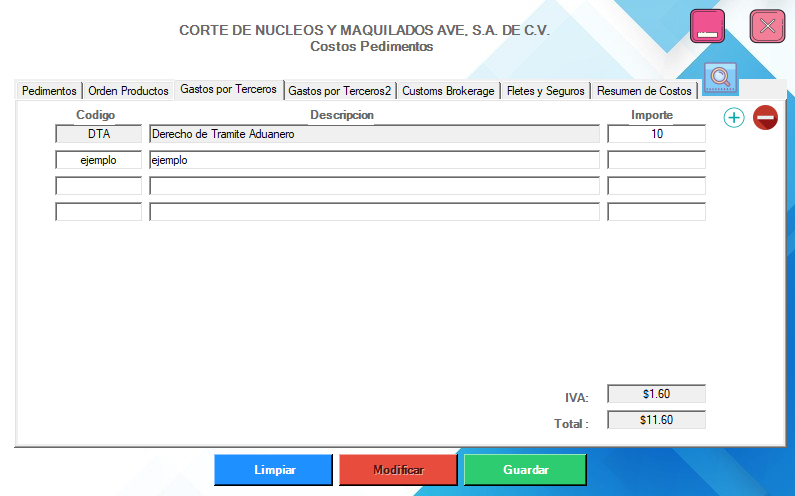 CORTE DE NUCLEOS Y MAQUILADOS AVE, S.A. DE C.V.
Costos Pedimentos
Pedimentos Orden Productos Gastos por Terceros Gastos por Terceros2 Customs Brokerage Fletes y Seguros Resumen de Costos
Codigo Descripcion Importe
DTA Derecho de Tramite Aduanero 10
ejemplo ejemplo
IVA: $1.60
Total : $11.60
Limpiar Modificar Guardar